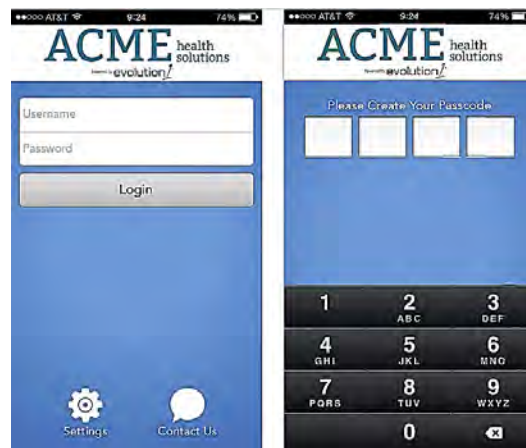 AT&T 9:24 74%
ACME health solutions
evolution1
Username
Password
Login
Settings
Contact Us
AT&T 9:24 74%
ACME health solutions
evolution1
Please Create Your Passcode
1 2 3
ABC DEF
4 5 6
GHI JKL MNO
7 8 9
PQRS TUV WXYZ
0